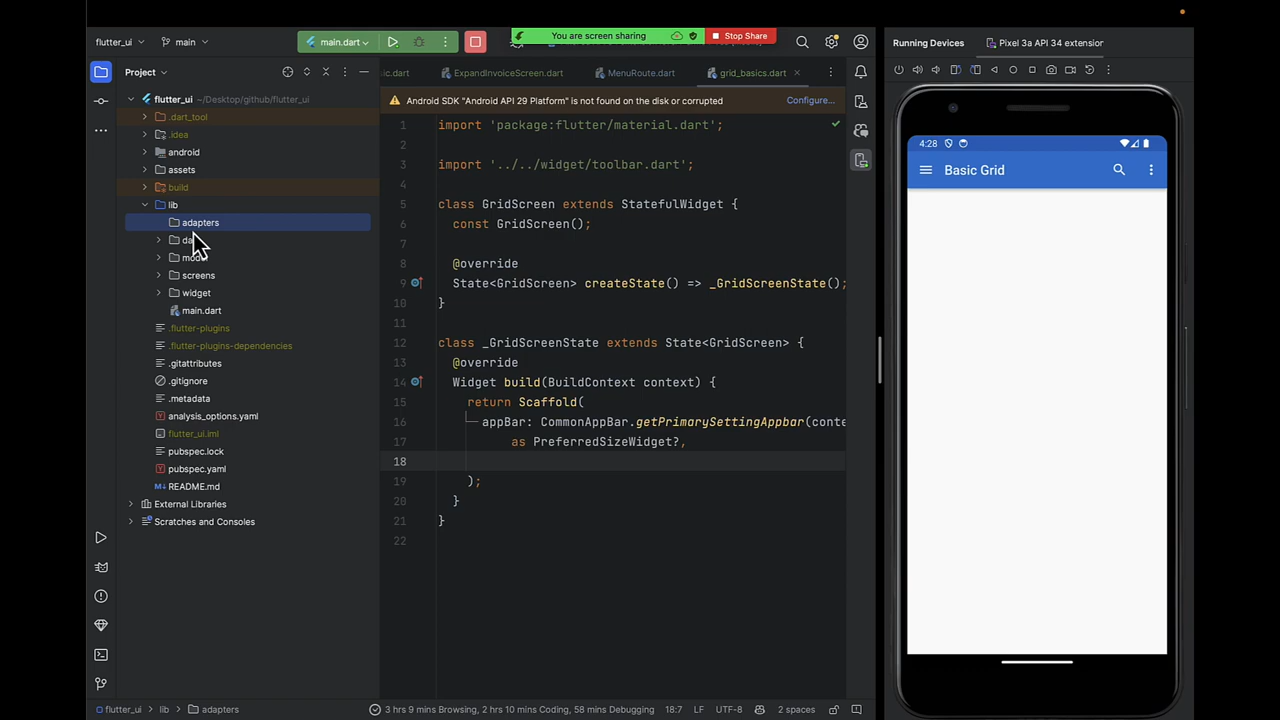 flutter_ui
main
main.dart
You are screen sharing
Stop Share
Running Devices
Pixel 3a API 34 extension
Project
ic.dart
ExpandInvoiceScreen.dart
MenuRoute.dart
grid_basics.dart
flutter_ui ~/Desktop/github/flutter_ui
.dart_tool
.idea
android
assets
build
lib
adapters
da
screens
widget
main.dart
.flutter-plugins
.flutter-plugins-dependencies
.gitattributes
.gitignore
.metadata
analysis_options.yaml
flutter_ui.iml
pubspec.lock
pubspec.yaml
README.md
External Libraries
Scratches and Consoles
Android SDK "Android API 29 Platform" is not found on the disk or corrupted
Configure...
1 import 'package:flutter/material.dart';
2
3 import '../../widget/toolbar.dart';
4
5 class GridScreen extends StatefulWidget {
6 const GridScreen();
7
8 @override
9 State<GridScreen> createState() => _GridScreenState();
10 }
11
12 class _GridScreenState extends State<GridScreen> {
13 @override
14 Widget build(BuildContext context) {
15 return Scaffold(
16 appBar: CommonAppBar.getPrimarySettingAppbar(conte
17 as PreferredSizeWidget?,
18
19 );
20 }
21 }
22
4:28
Basic Grid
flutter_ui
lib
adapters
3 hrs 9 mins Browsing, 2 hrs 10 mins Coding, 58 mins Debugging
18:7
LF
UTF-8
2 spaces